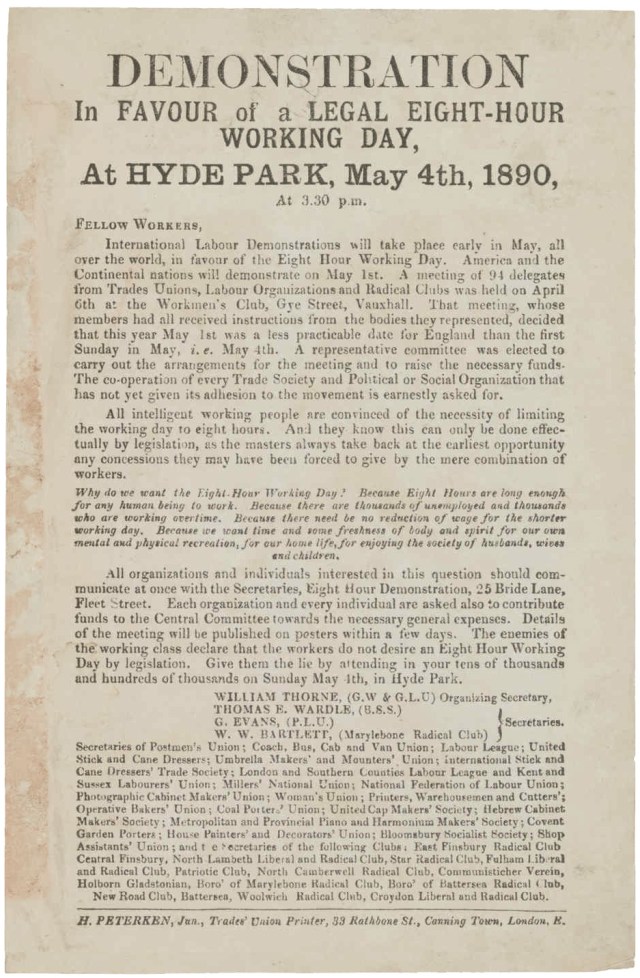 DEMONSTRATION
In FAVOUR of a LEGAL EIGHT-HOUR
WORKING DAY,
At HYDE PARK, May 4th, 1890,
At 3.30 p.m.
FELLOW WORKERS,
International Labour Demonstrations will take place early in May, all
over the world, in favour of the Eight Hour Working Day. America and the
Continental nations will demonstrate on May 1st. A meeting of 94 delegates
from Trades Unions, Labour Organizations and Radical Clubs was held on April
6th at the Workmen's Club, Gye Street, Vauxhall. That meeting, whose
members had all received instructions from the bodies they represented, decided
that this year May 1st was a less practicable date for England than the first
Sunday in May, i. e. May 4th. A representative committee was elected to
carry out the arrangements for the meeting and to raise the necessary funds.
The co-operation of every Trade Society and Political or Social Organization that
has not yet given its adhesion to the movement is earnestly asked for.
All intelligent working people are convinced of the necessity of limiting
the working day to eight hours. And they know this can only be done effec-
tually by legislation, as the masters always take back at the earliest opportunity
any concessions they may have been forced to give by the mere combination of
workers.
Why do we want the Eight-Hour Working Day? Because Eight Hours are long enough
for any human being to work. Because there are thousands of unemployed and thousands
who are working overtime. Because there need be no reduction of wage for the shorter
working day. Because we want time and some freshness of body and spirit for our own
mental and physical recreation, for our home life, for enjoying the society of husbands, wives
and children.
All organizations and individuals interested in this question should com-
municate at once with the Secretaries, Eight Hour Demonstration, 25 Bride Lane,
Fleet Street. Each organization and every individual are asked also to contribute
funds to the Central Committee towards the necessary general expenses. Details
of the meeting will be published on posters within a few days. The enemies of
the working class declare that the workers do not desire an Eight Hour Working
Day by legislation. Give them the lie by attending in your tens of thousands
and hundreds of thousands on Sunday May 4th, in Hyde Park.
WILLIAM THORNE, (G.W & G.L.U) Organizing Secretary,
THOMAS E. WARDLE, (B.S.S.)
G. EVANS, (P.L.U.) Secretaries.
W. W. BARTLETT, (Marylebone Radical Club)
Secretaries of Postmen's Union; Coach, Bus, Cab and Van Union; Labour League; United
Stick and Cane Dressers; Umbrella Makers' and Mounters' Union; International Stick and
Cane Dressers' Trade Society; London and Southern Counties Labour League and Kent and
Sussex Labourers' Union; Millers' National Union; National Federation of Labour Union;
Photographic Cabinet Makers' Union; Woman's Union; Printers, Warehousemen and Cutters';
Operative Bakers' Union; Coal Porters' Union; United Cap Makers' Society; Hebrew Cabinet
Makers' Society; Metropolitan and Provincial Piano and Harmonium Makers' Society; Covent
Garden Porters; House Painters' and Decorators' Union; Bloomsbury Socialist Society; Shop
Assistants' Union; and t e Secretaries of the following Clubs: East Finsbury Radical Club
Central Finsbury, North Lambeth Liberal and Radical Club, Star Radical Club, Fulham Liberal
and Radical Club, Patriotic Club, North Camberwell Radical Club, Communisticher Verein,
Holborn Gladstonian, Boro' of Marylebone Radical Club, Boro' of Battersea Radical Club,
New Road Club, Battersea, Woolwich Radical Club, Croydon Liberal and Radical Club.
H. PETERKEN, Jun., Trades' Union Printer, 33 Rathbone St., Canning Town, London, E.